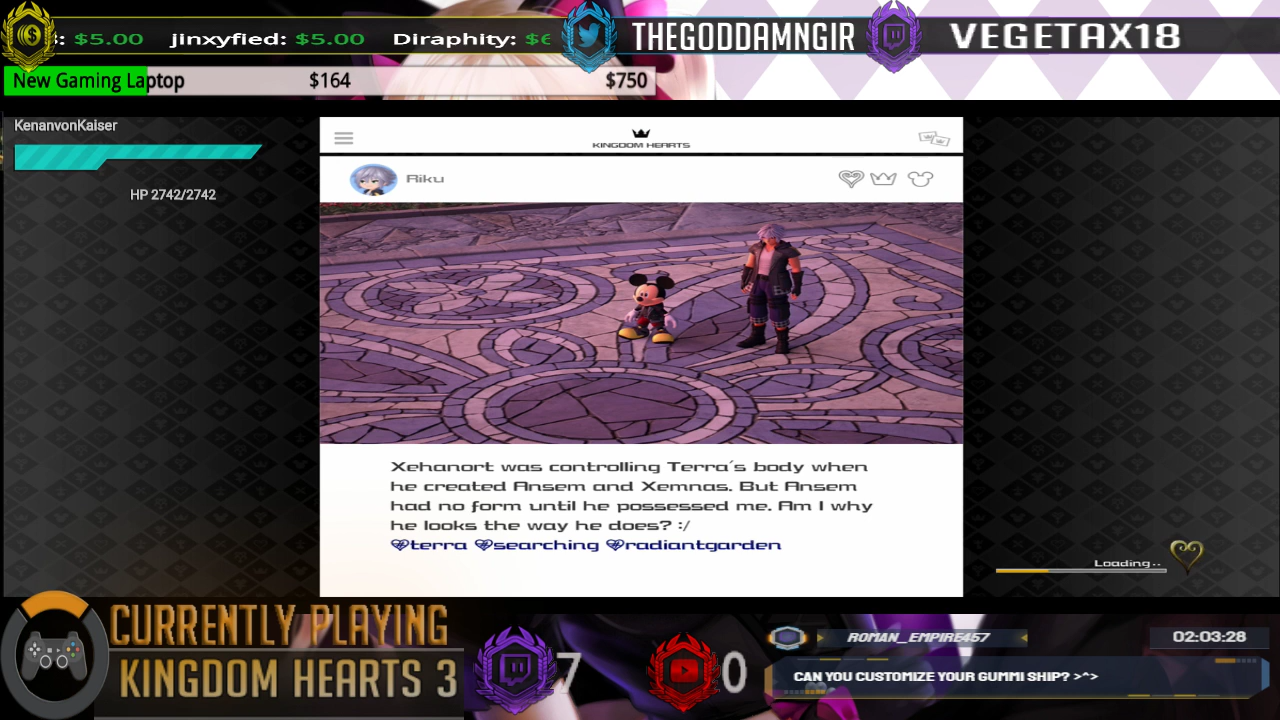 : $5.00 jinxyfied: $5.00 Diraphity: $
THEGODDAMNGIR
VEGETAX18
New Gaming Laptop $164 $750
KenanvonKaiser
HP 2742/2742
KINGDOM HEARTS
Riku
Xehanort was controlling Terra's body when
he created Ansem and Xemnas. But Ansem
had no form until he possessed me. Am I why
he looks the way he does? :/
terra searching radiantgarden
Loading..
CURRENTLY PLAYING
KINGDOM HEARTS 3
7
0
ROMAN_EMPIRE457
02:03:28
CAN YOU CUSTOMIZE YOUR GUMMI SHIP? >^>